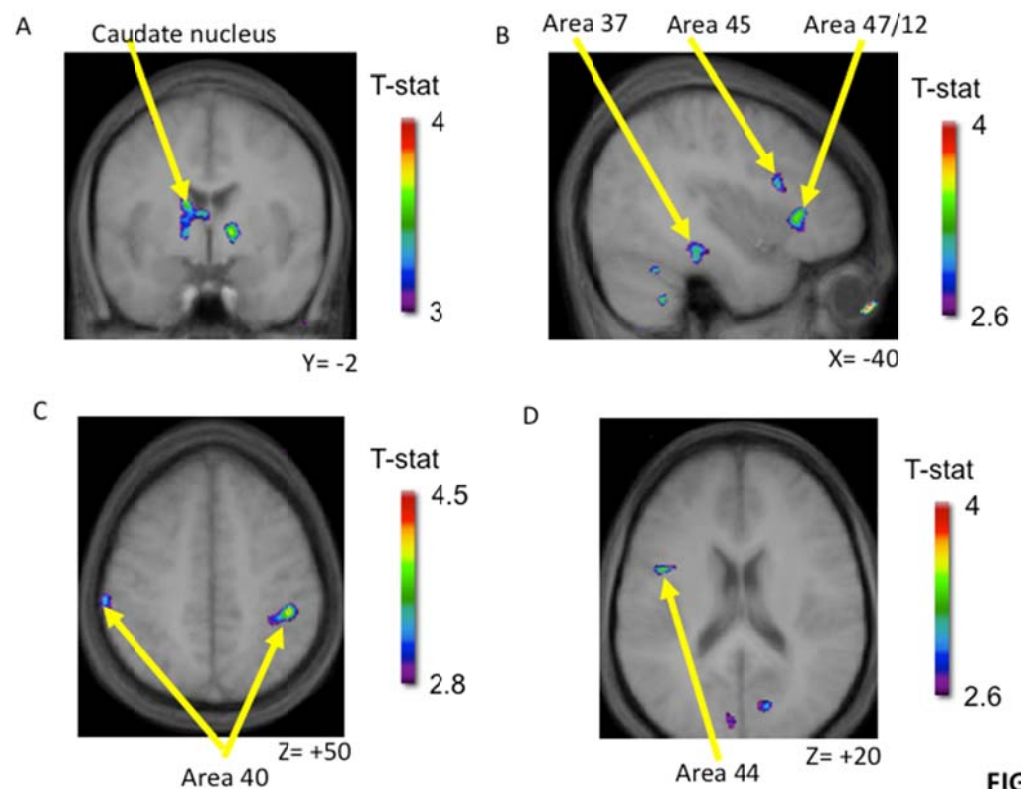 A
Caudate nucleus
T-stat
4
3
Y= -2
B
Area 37
Area 45
Area 47/12
T-stat
4
2.6
X= -40
C
T-stat
4.5
2.8
Z= +50
Area 40
D
T-stat
4
2.6
Z= +20
Area 44
FIG